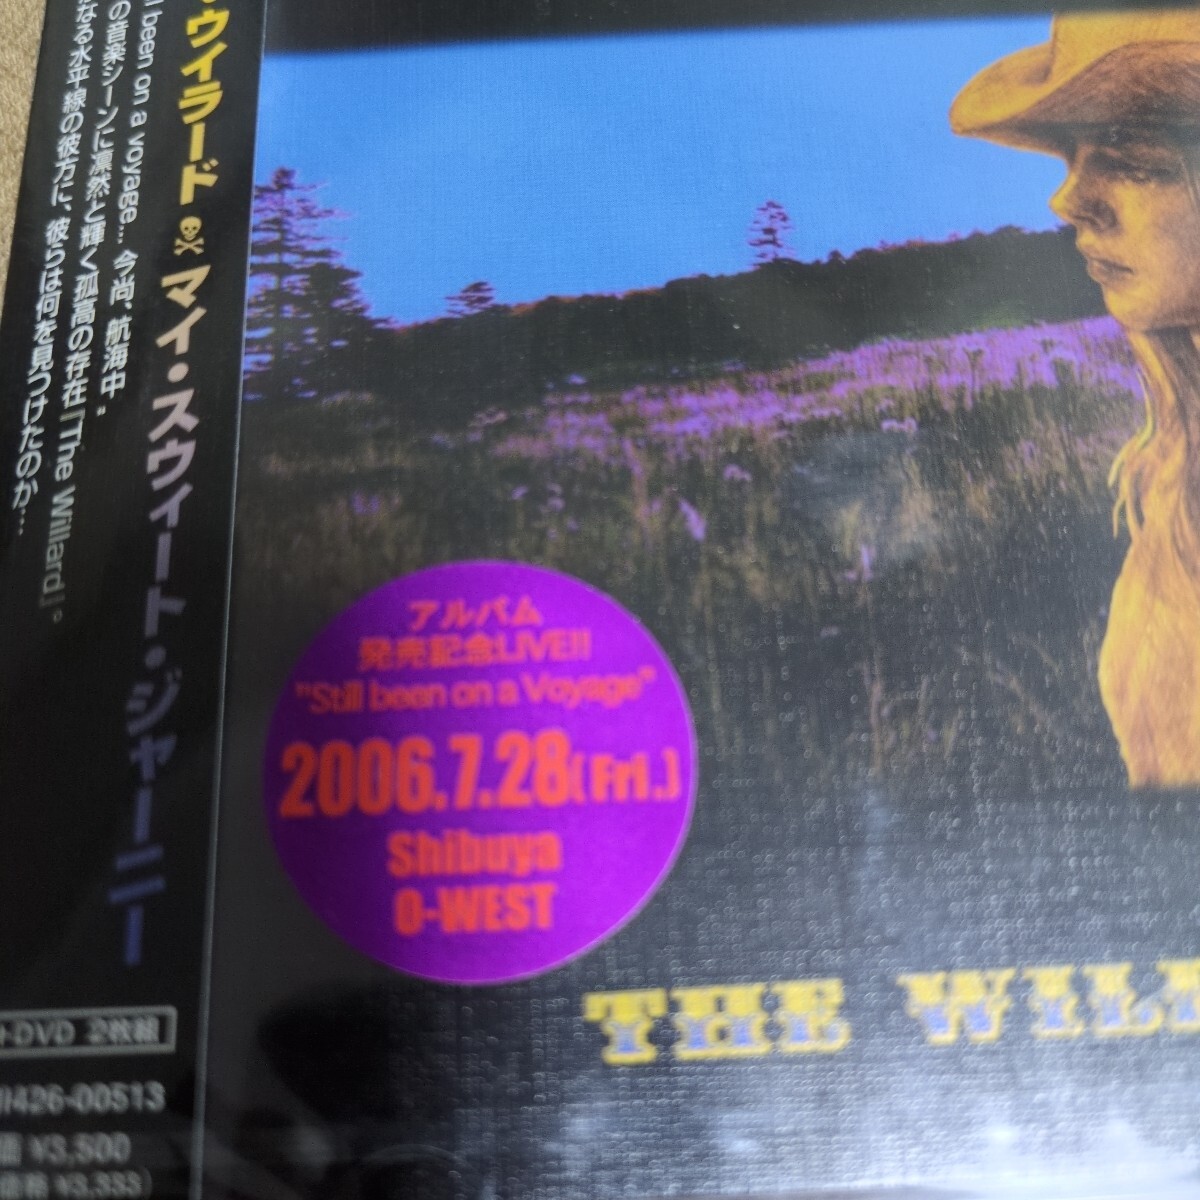 ウィラード☠マイ・スウィート・ジャーニー
been on a voyage... 今尚、航海中"
の音楽シーンに凛然と輝く孤高の存在「The Willard」。
なる水平線の彼方に、彼らは何を見つけたのか…
+DVD 2枚組
426-00513
¥3,500
価格 ¥3,333)
アルバム
発売記念LIVE!!
"Still been on a Voyage"
2006.7.28(Fri.)
Shibuya
O-WEST
THE WILL